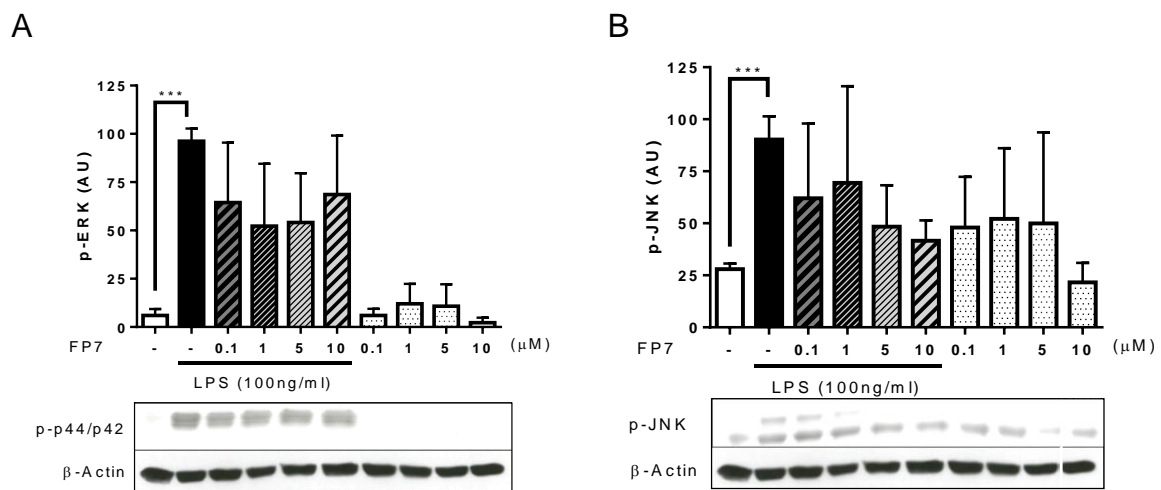 A
125
100
75
50
25
0
p-ERK (AU)
***
FP7 - - 0.1 1 5 10 0.1 1 5 10 (μM)
LPS (100ng/ml)
p-p44/p42
β-Actin
B
125
100
75
50
25
0
p-JNK (AU)
***
FP7 - - 0.1 1 5 10 0.1 1 5 10 (μM)
LPS (100ng/ml)
p-JNK
β-Actin